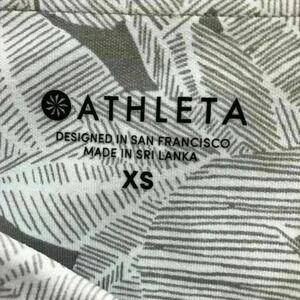 ATHLETA
DESIGNED IN SAN FRANCISCO
MADE IN SRI LANKA
XS